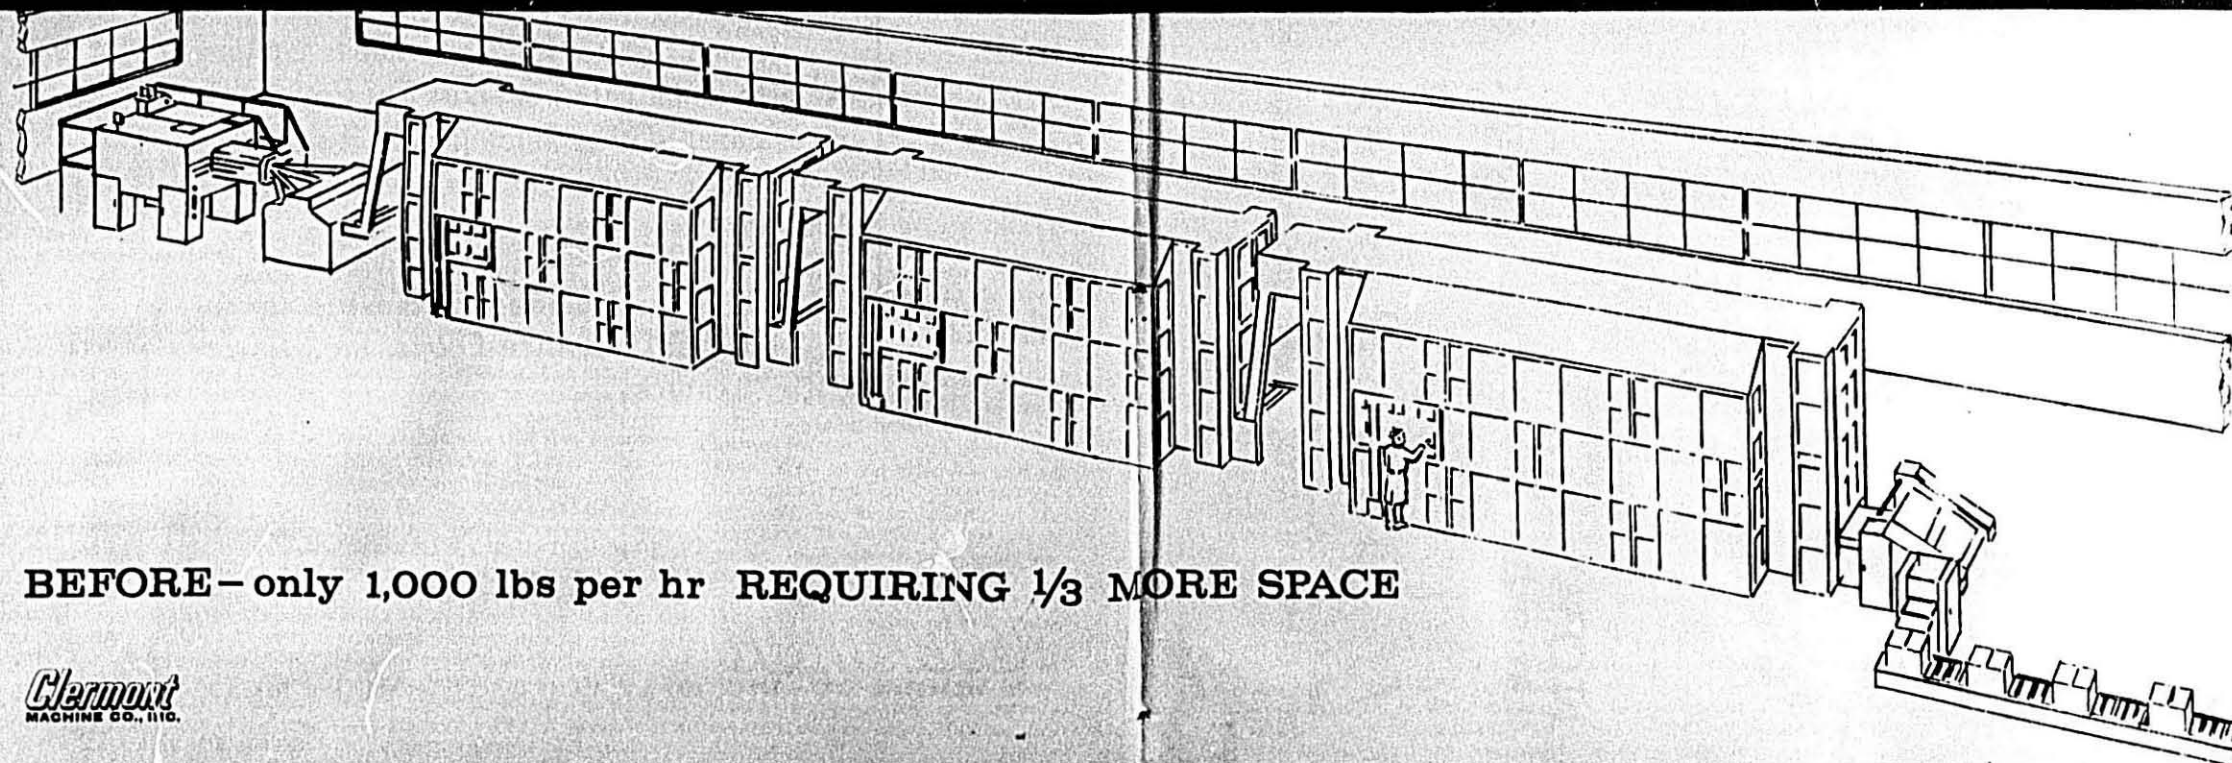 BEFORE – only 1,000 lbs per hr REQUIRING 1/3 MORE SPACE
Clermont
MACHINE CO., INC.